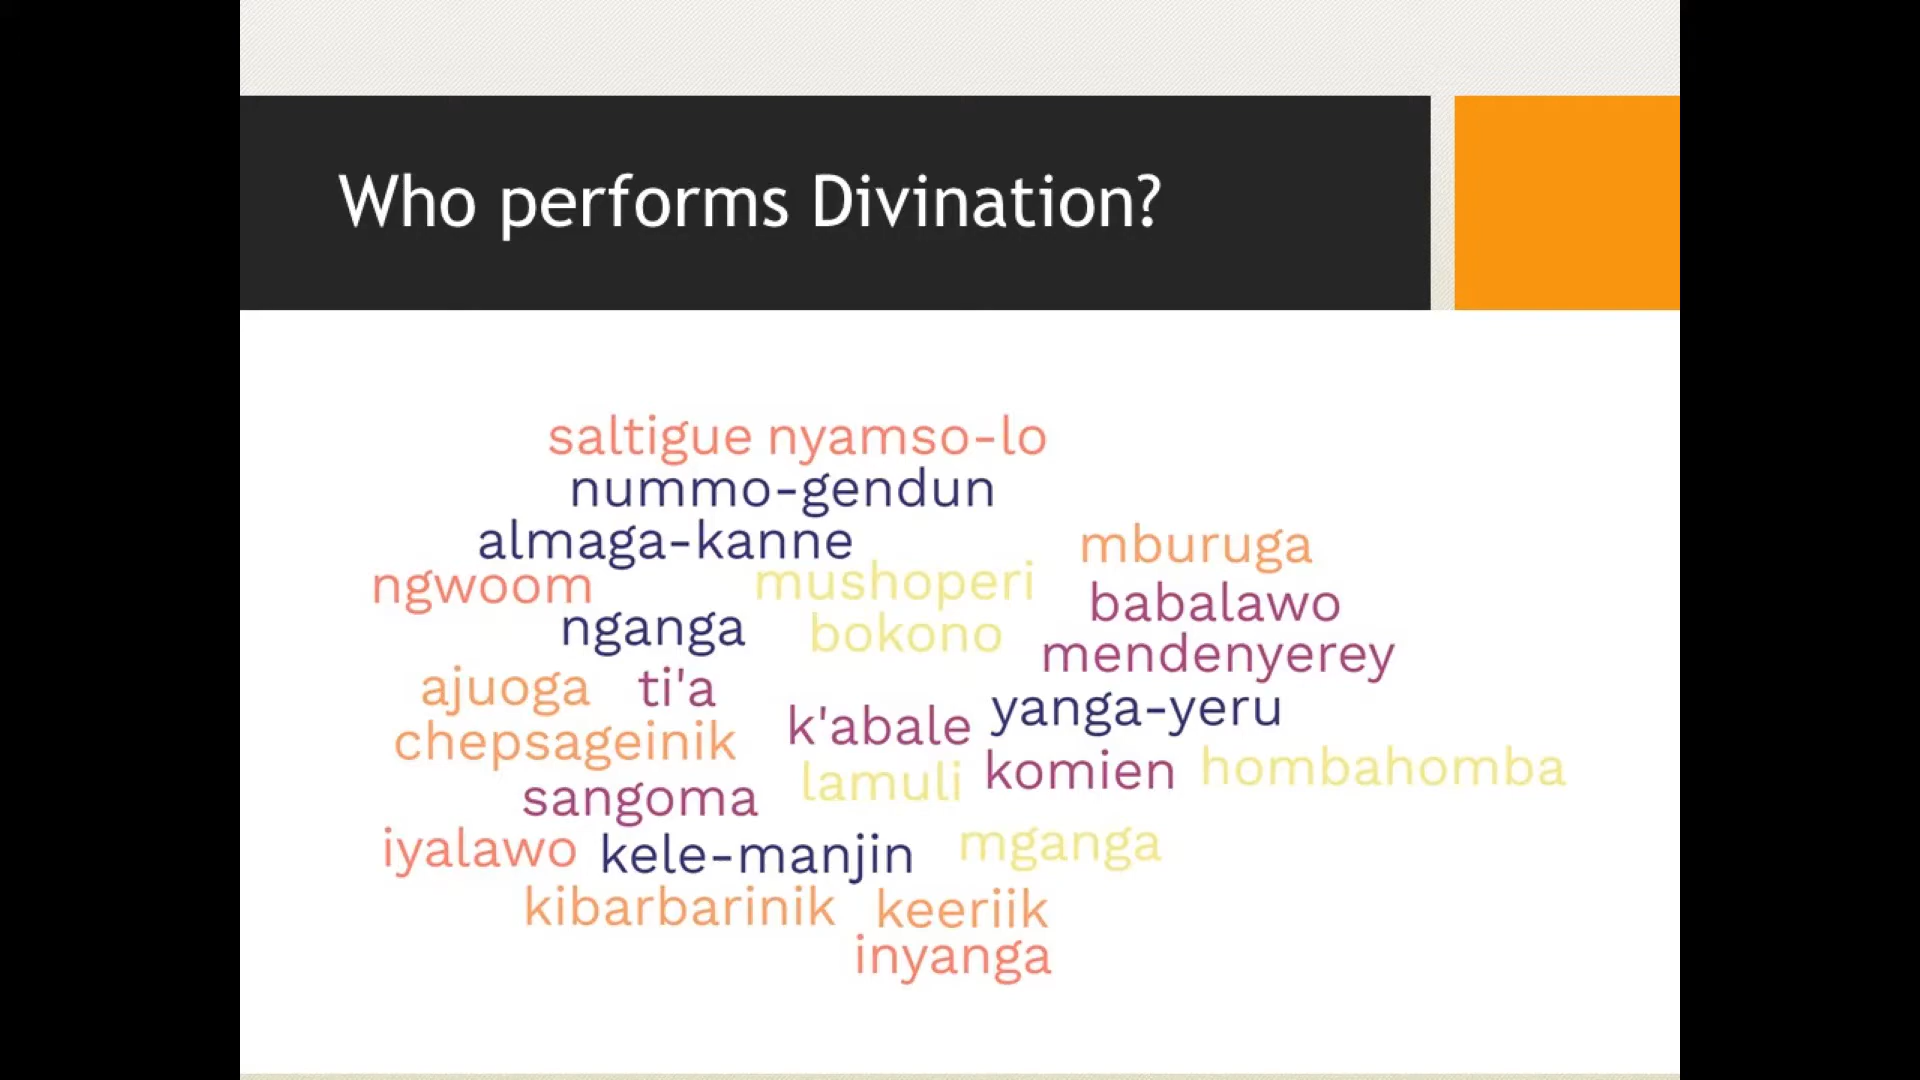 Who performs Divination?
saltigue nyamso-lo
nummo-gendun
almaga-kanne mburuga
ngwoom mushoperi babalawo
nganga bokono mendenyerey
ajuoga ti'a k'abale yanga-yeru
chepsageinik lamuli komien hombahomba
sangoma
iyalawo kele-manjin mganga
kibarbarinik keeriik
inyanga